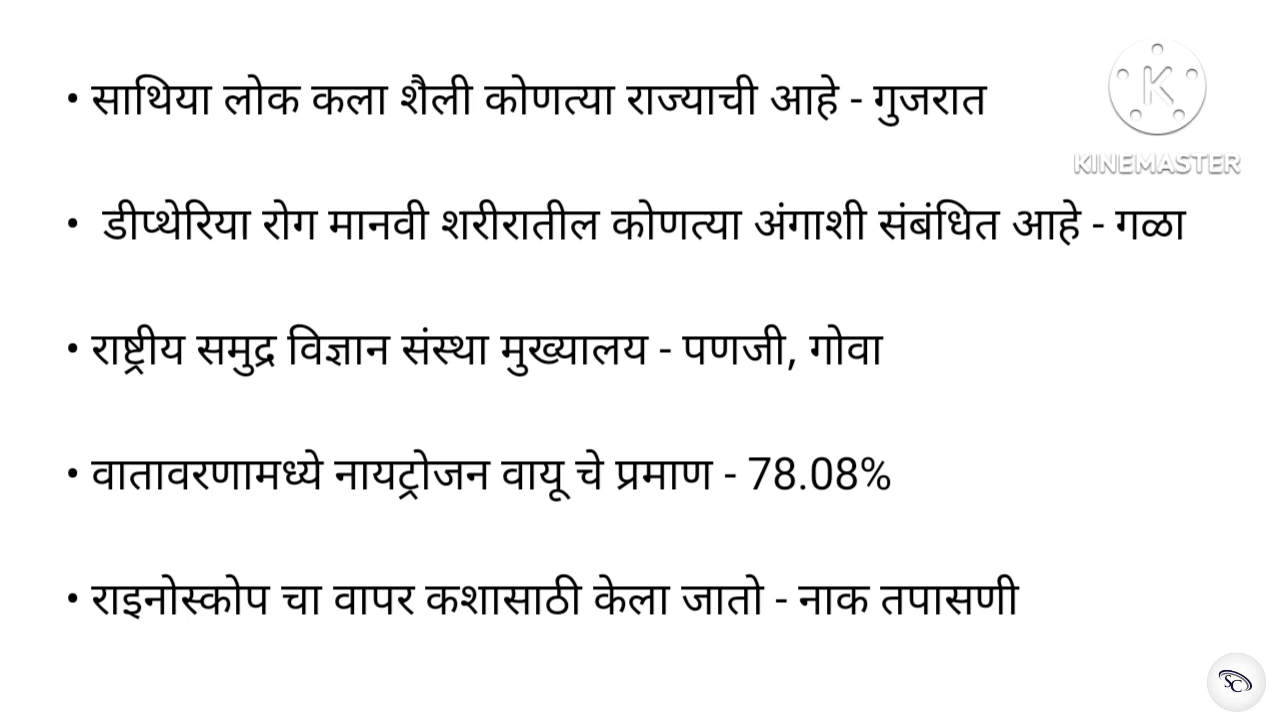 • साथिया लोक कला शैली कोणत्या राज्याची आहे - गुजरात
K
KINEMASTER
• डीप्थेरिया रोग मानवी शरीरातील कोणत्या अंगाशी संबंधित आहे - गळा
• राष्ट्रीय समुद्र विज्ञान संस्था मुख्यालय - पणजी, गोवा
• वातावरणामध्ये नायट्रोजन वायू चे प्रमाण - 78.08%
• राइनोस्कोप चा वापर कशासाठी केला जातो - नाक तपासणी
SC